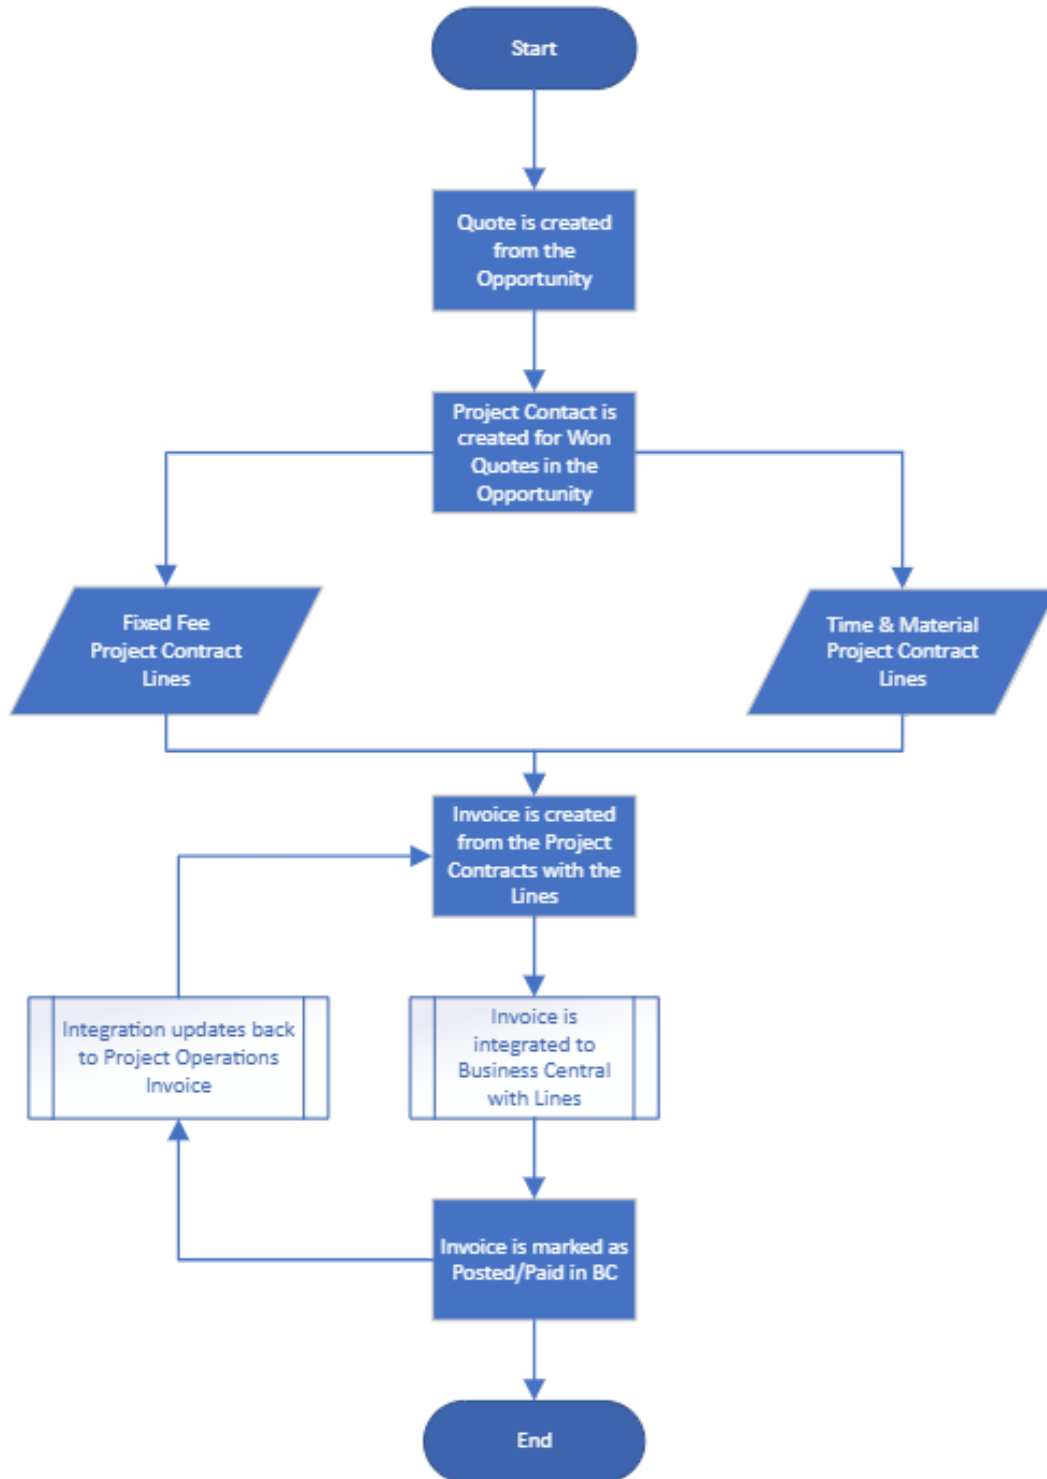 Start
Quote is created
from the
Opportunity
Project Contact is
created for Won
Quotes in the
Opportunity
Fixed Fee
Project Contract
Lines
Time & Material
Project Contract
Lines
Invoice is created
from the Project
Contracts with the
Lines
Integration updates back
to Project Operations
Invoice
Invoice is
integrated to
Business Central
with Lines
Invoice is marked as
Posted/Paid in BC
End